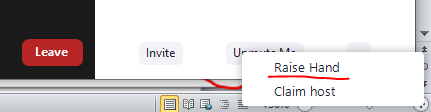 Leave
Invite
Unmute Me
Raise Hand
Claim host